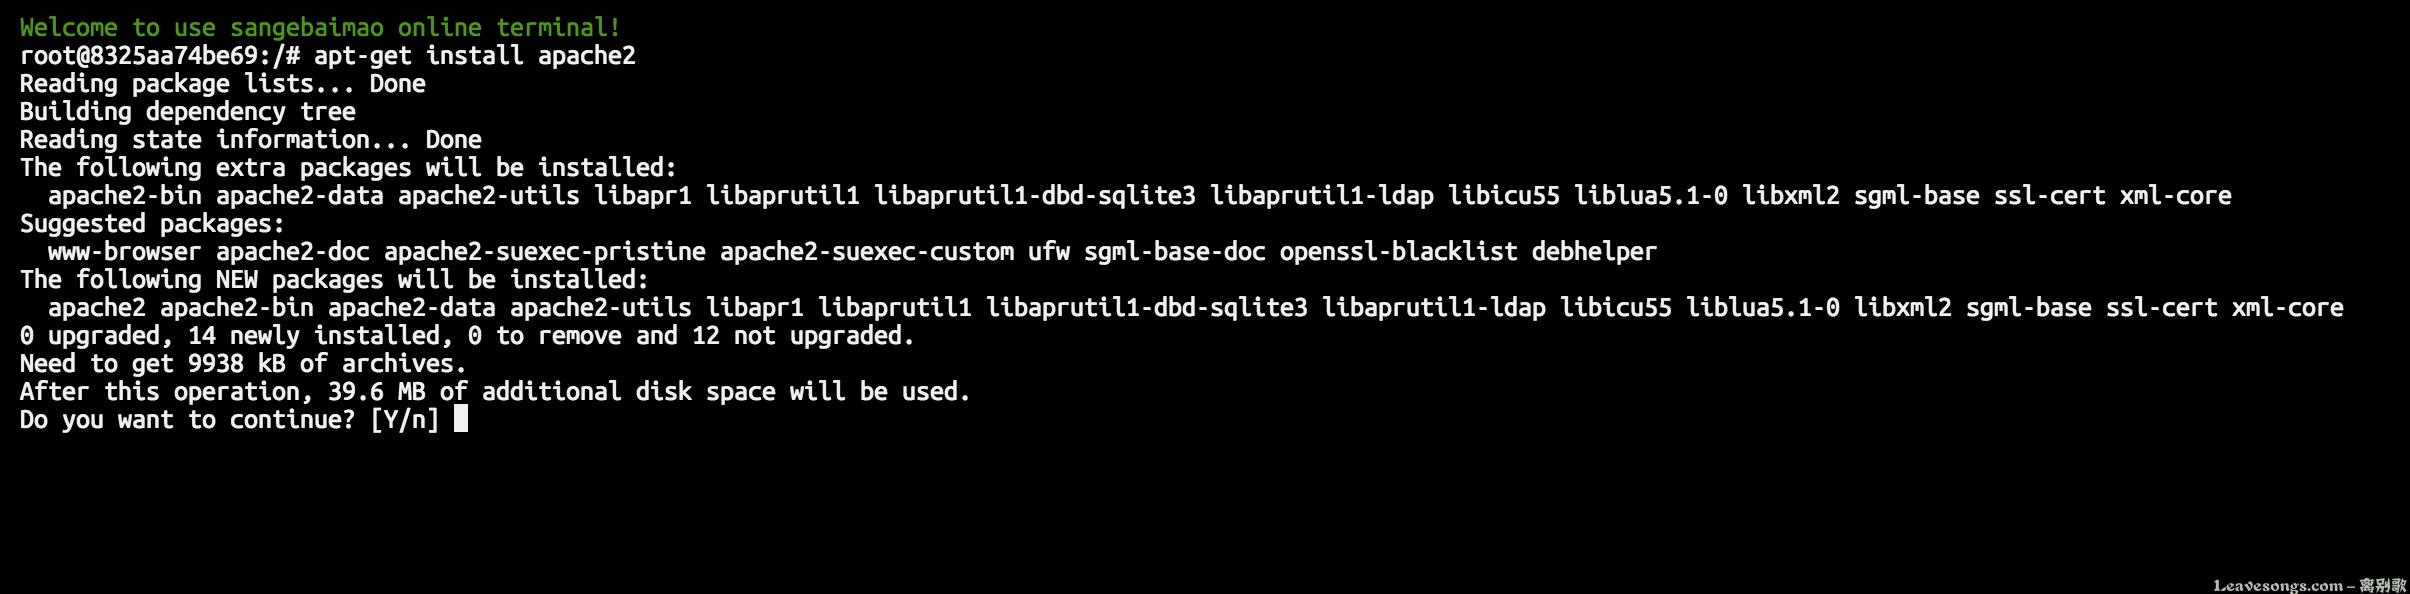 Welcome to use sangebaimao online terminal!
root@8325aa74be69:/# apt-get install apache2
Reading package lists... Done
Building dependency tree
Reading state information... Done
The following extra packages will be installed:
  apache2-bin apache2-data apache2-utils libapr1 libaprutil1 libaprutil1-dbd-sqlite3 libaprutil1-ldap libicu55 liblua5.1-0 libxml2 sgml-base ssl-cert xml-core
Suggested packages:
  www-browser apache2-doc apache2-suexec-pristine apache2-suexec-custom ufw sgml-base-doc openssl-blacklist debhelper
The following NEW packages will be installed:
  apache2 apache2-bin apache2-data apache2-utils libapr1 libaprutil1 libaprutil1-dbd-sqlite3 libaprutil1-ldap libicu55 liblua5.1-0 libxml2 sgml-base ssl-cert xml-core
0 upgraded, 14 newly installed, 0 to remove and 12 not upgraded.
Need to get 9938 kB of archives.
After this operation, 39.6 MB of additional disk space will be used.
Do you want to continue? [Y/n]
Leavesongs.com – 离别歌